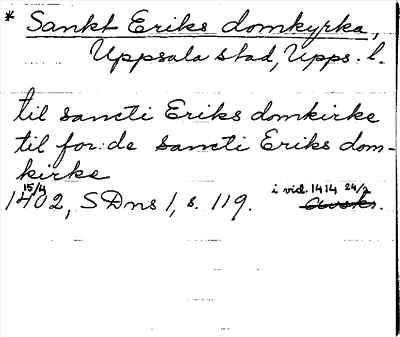 * Sankt Eriks domkyrka,
Uppsala stad, Upps. l.
til sancti Eriks domkirke
til for:de sancti Eriks dom-
kirke
15/4 1402, SDns 1, s. 119. i vid. 1414 24/2 avskr.